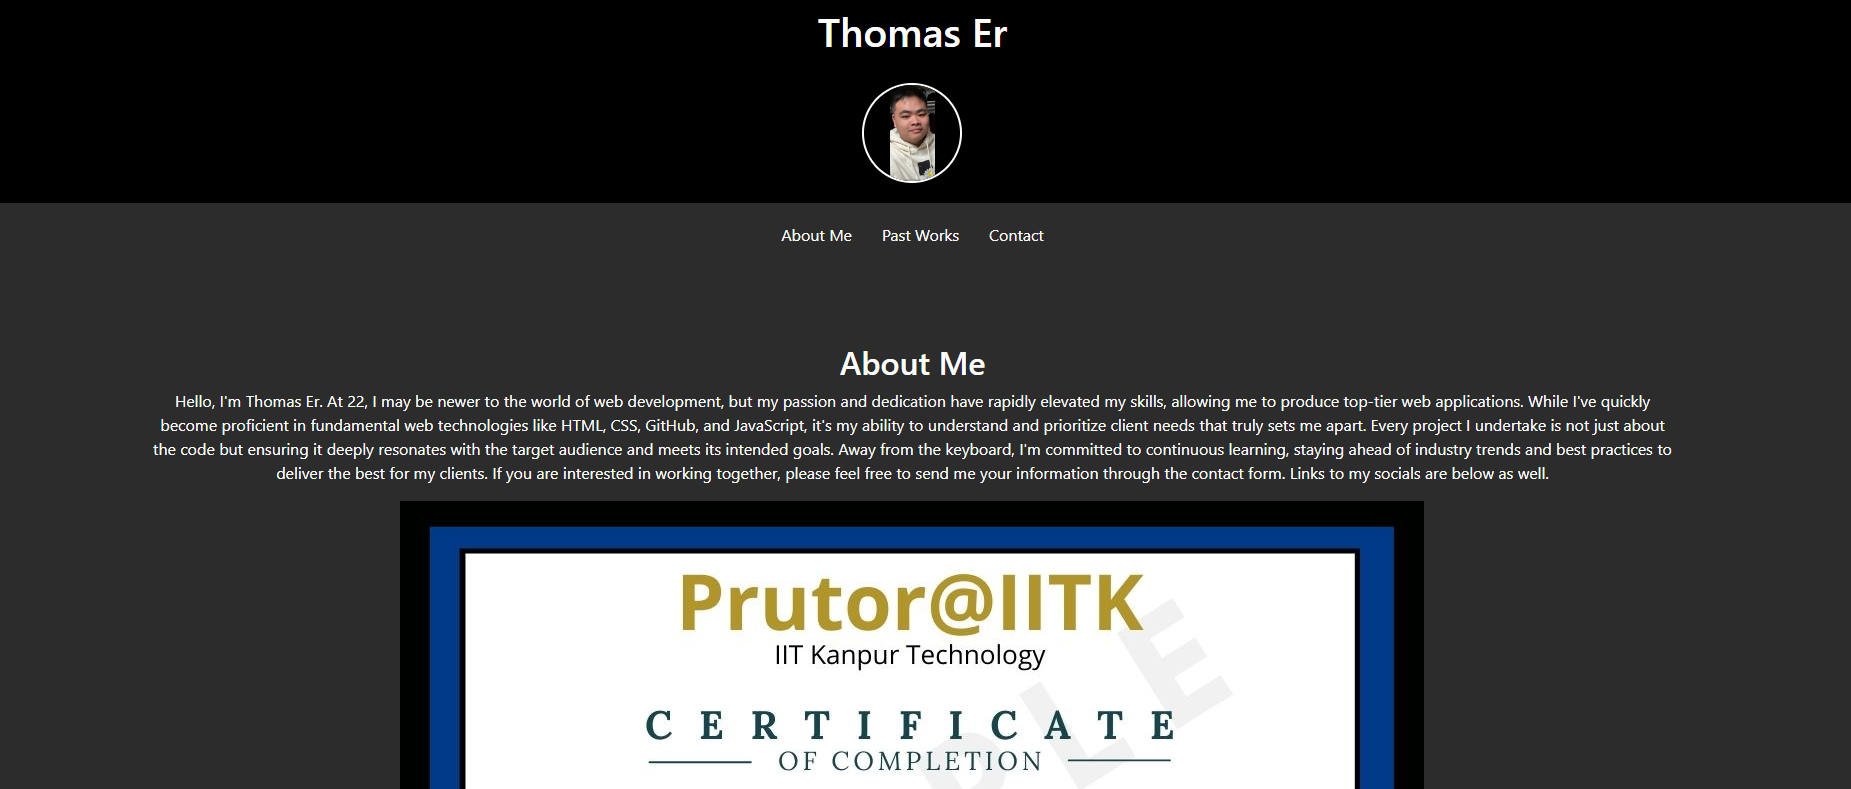 Thomas Er
About Me Past Works Contact
About Me
Hello, I'm Thomas Er. At 22, I may be newer to the world of web development, but my passion and dedication have rapidly elevated my skills, allowing me to produce top-tier web applications. While I've quickly
become proficient in fundamental web technologies like HTML, CSS, GitHub, and JavaScript, it's my ability to understand and prioritize client needs that truly sets me apart. Every project I undertake is not just about
the code but ensuring it deeply resonates with the target audience and meets its intended goals. Away from the keyboard, I'm committed to continuous learning, staying ahead of industry trends and best practices to
deliver the best for my clients. If you are interested in working together, please feel free to send me your information through the contact form. Links to my socials are below as well.
Prutor@IITK
IIT Kanpur Technology
CERTIFICATE
OF COMPLETION
PLE